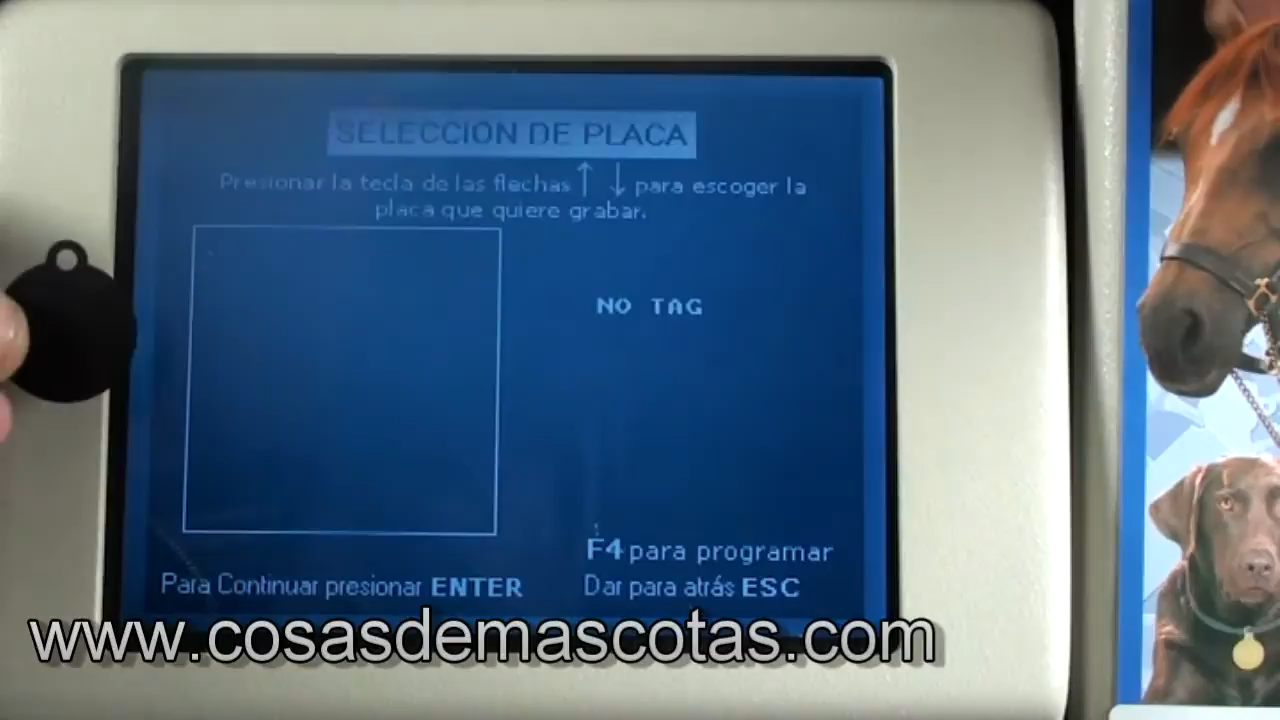 SELECCION DE PLACA
Presionar la tecla de las flechas ↑ ↓ para escoger la
placa que quiere grabar.
NO TAG
F4 para programar
Para Continuar presionar ENTER
Dar para atrás ESC
www.cosasdemascotas.com